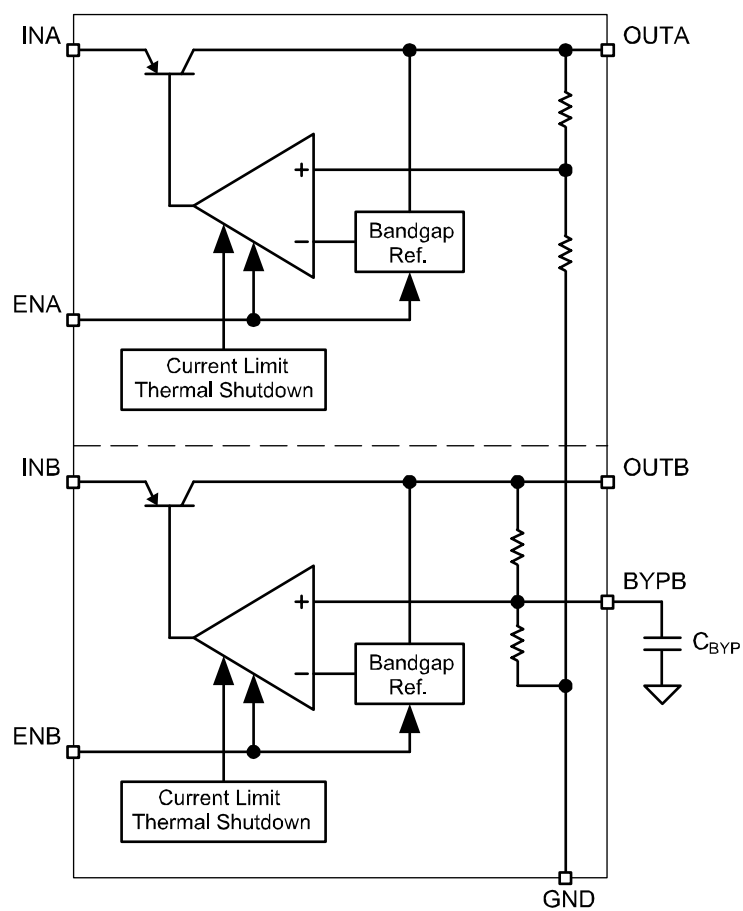 INA
OUTA
+
−
Bandgap
Ref.
ENA
Current Limit
Thermal Shutdown
INB
OUTB
+
−
BYPB
CBYP
Bandgap
Ref.
ENB
Current Limit
Thermal Shutdown
GND